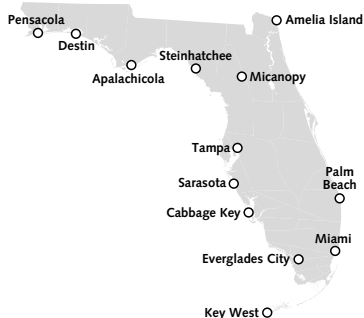 Pensacola
Amelia Island
Destin
Steinhatchee
Apalachicola
Micanopy
Tampa
Sarasota
Palm
Beach
Cabbage Key
Miami
Everglades City
Key West